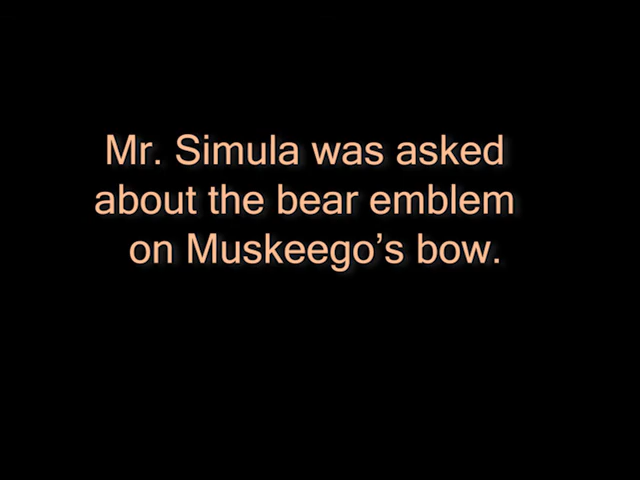 Mr. Simula was asked
about the bear emblem
on Muskeego’s bow.